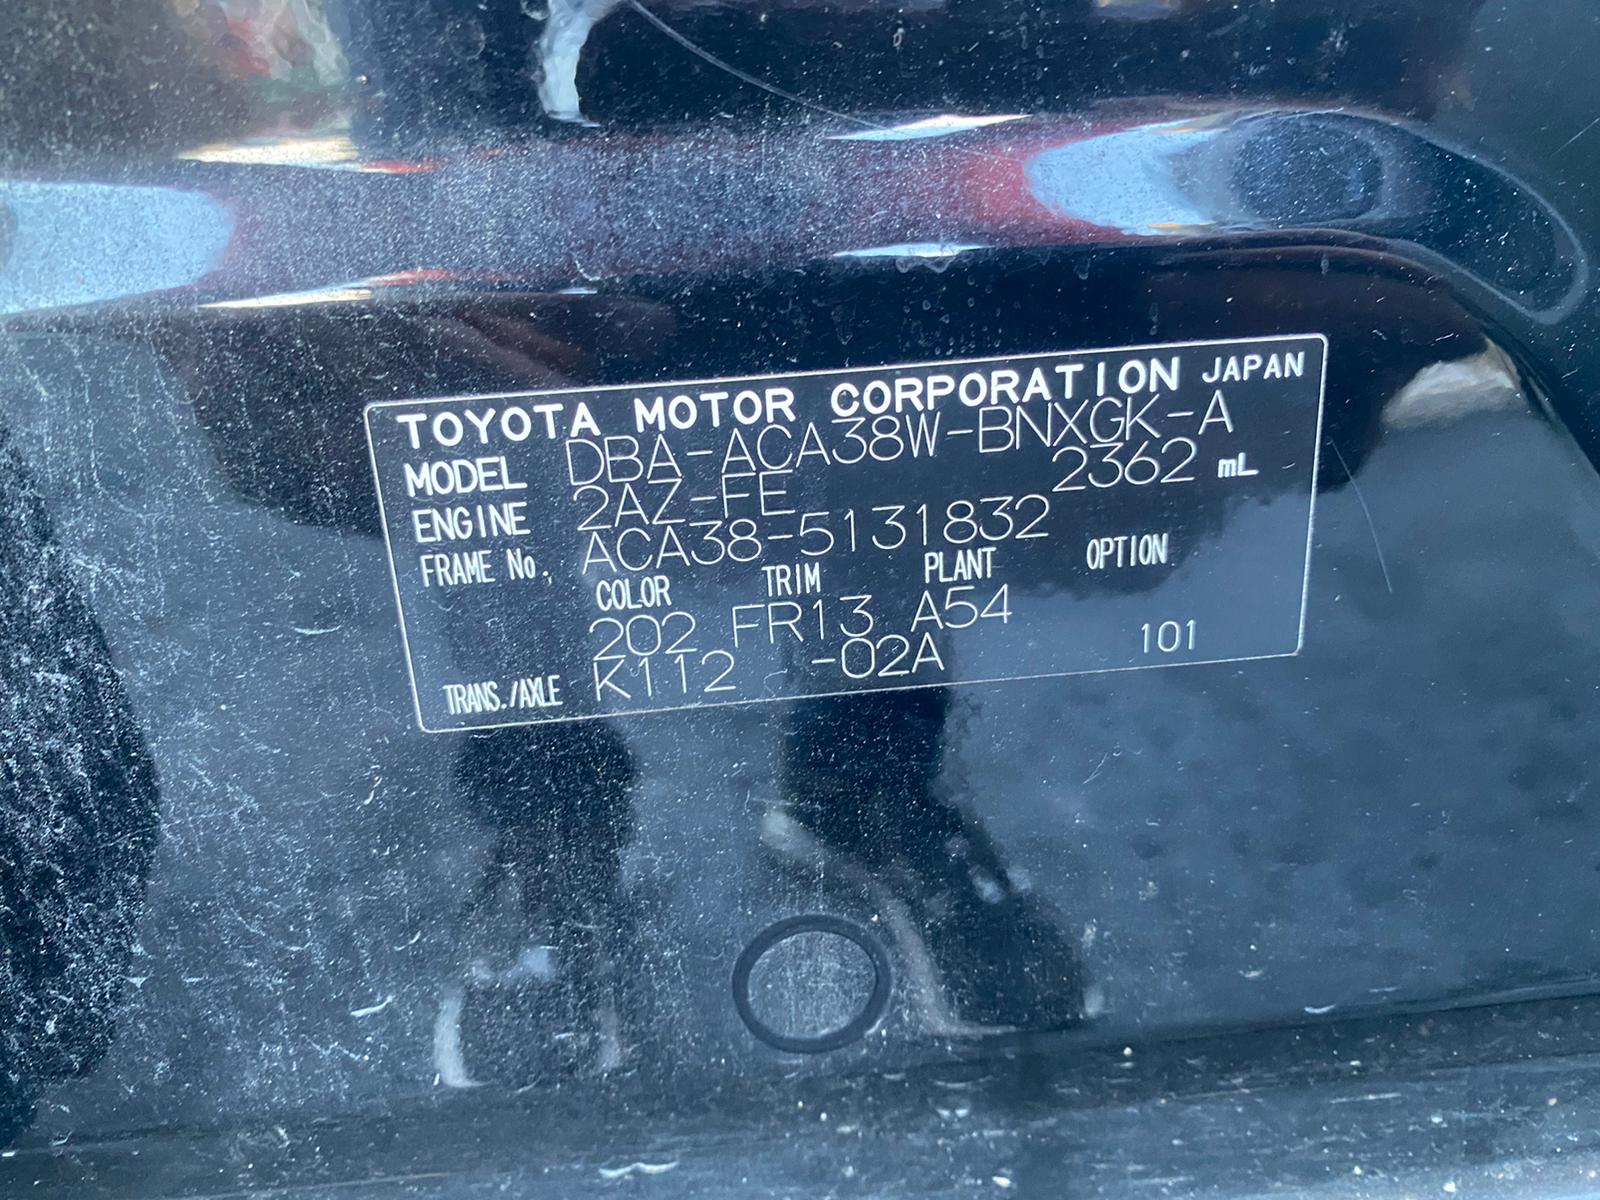 TOYOTA MOTOR CORPORATION JAPAN
MODEL DBA-ACA38W-BNXGK-A
ENGINE 2AZ-FE 2362 mL
FRAME No. ACA38-5131832
COLOR TRIM PLANT OPTION
202 FR13 A54
TRANS./AXLE K112 -02A 101